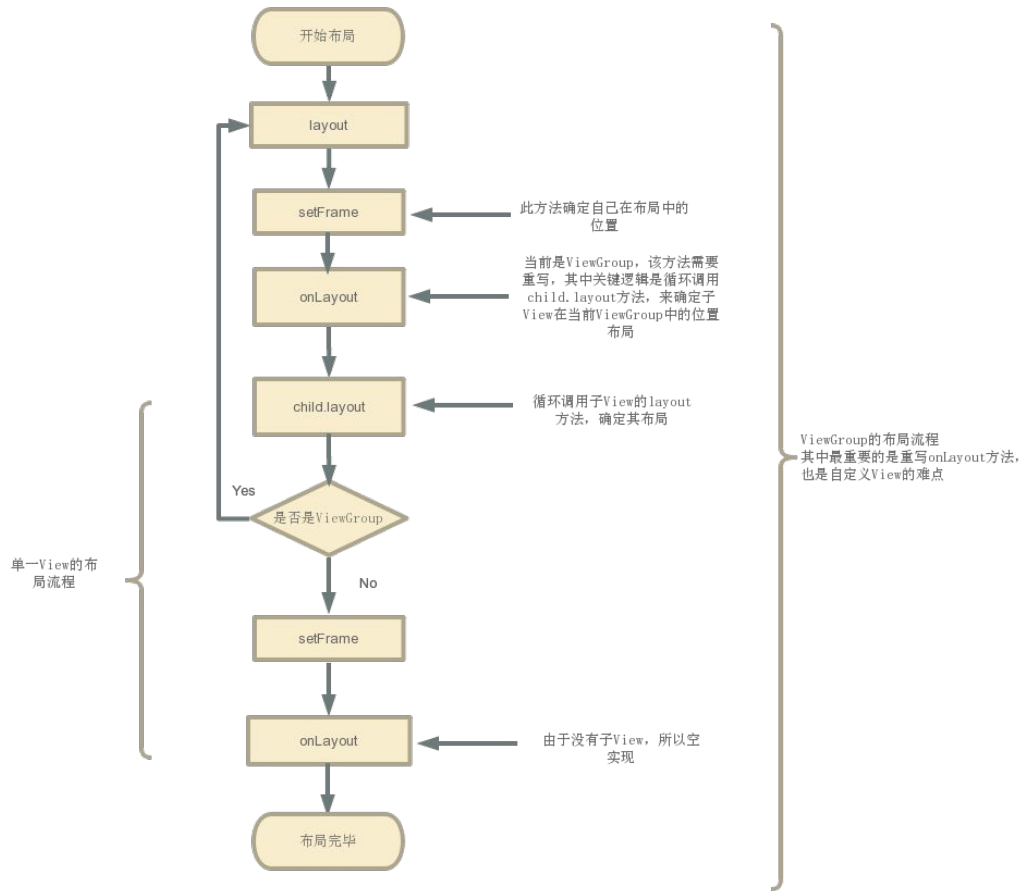 开始布局
layout
setFrame
此方法确定自己在布局中的
位置
onLayout
当前是ViewGroup，该方法需要
重写，其中关键逻辑是循环调用
child.layout方法，来确定子
View在当前ViewGroup中的位置
布局
child.layout
循环调用子View的layout
方法，确定其布局
ViewGroup的布局流程
其中最重要的是重写onLayout方法，
也是自定义View的难点
Yes
是否是ViewGroup
单一View的布
局流程
No
setFrame
onLayout
由于没有子View，所以空
实现
布局完毕